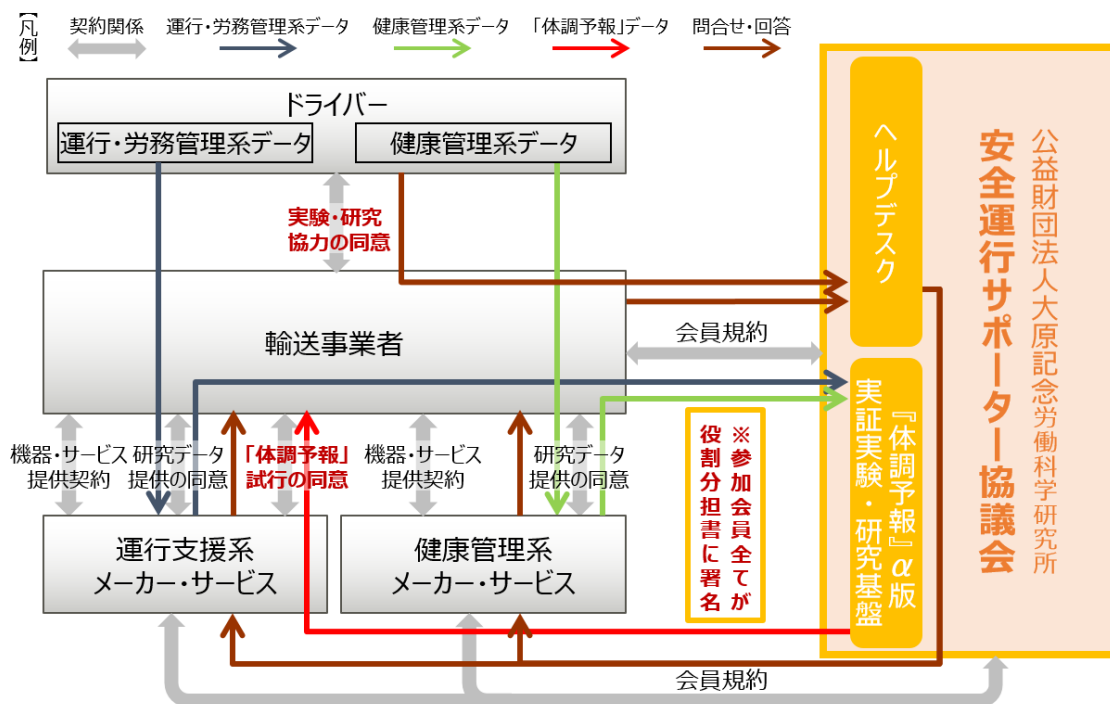 【凡例】
契約関係
運行・労務管理系データ
健康管理系データ
「体調予報」データ
問合せ・回答
ドライバー
運行・労務管理系データ
健康管理系データ
実験・研究
協力の同意
輸送事業者
会員規約
機器・サービス
提供契約
研究データ
提供の同意
「体調予報」
試行の同意
機器・サービス
提供契約
研究データ
提供の同意
運行支援系
メーカー・サービス
健康管理系
メーカー・サービス
※参加会員全てが
役割分担書に署名
会員規約
ヘルプデスク
『体調予報』α版
実証実験・研究基盤
公益財団法人大原記念労働科学研究所
安全運行サポーター協議会